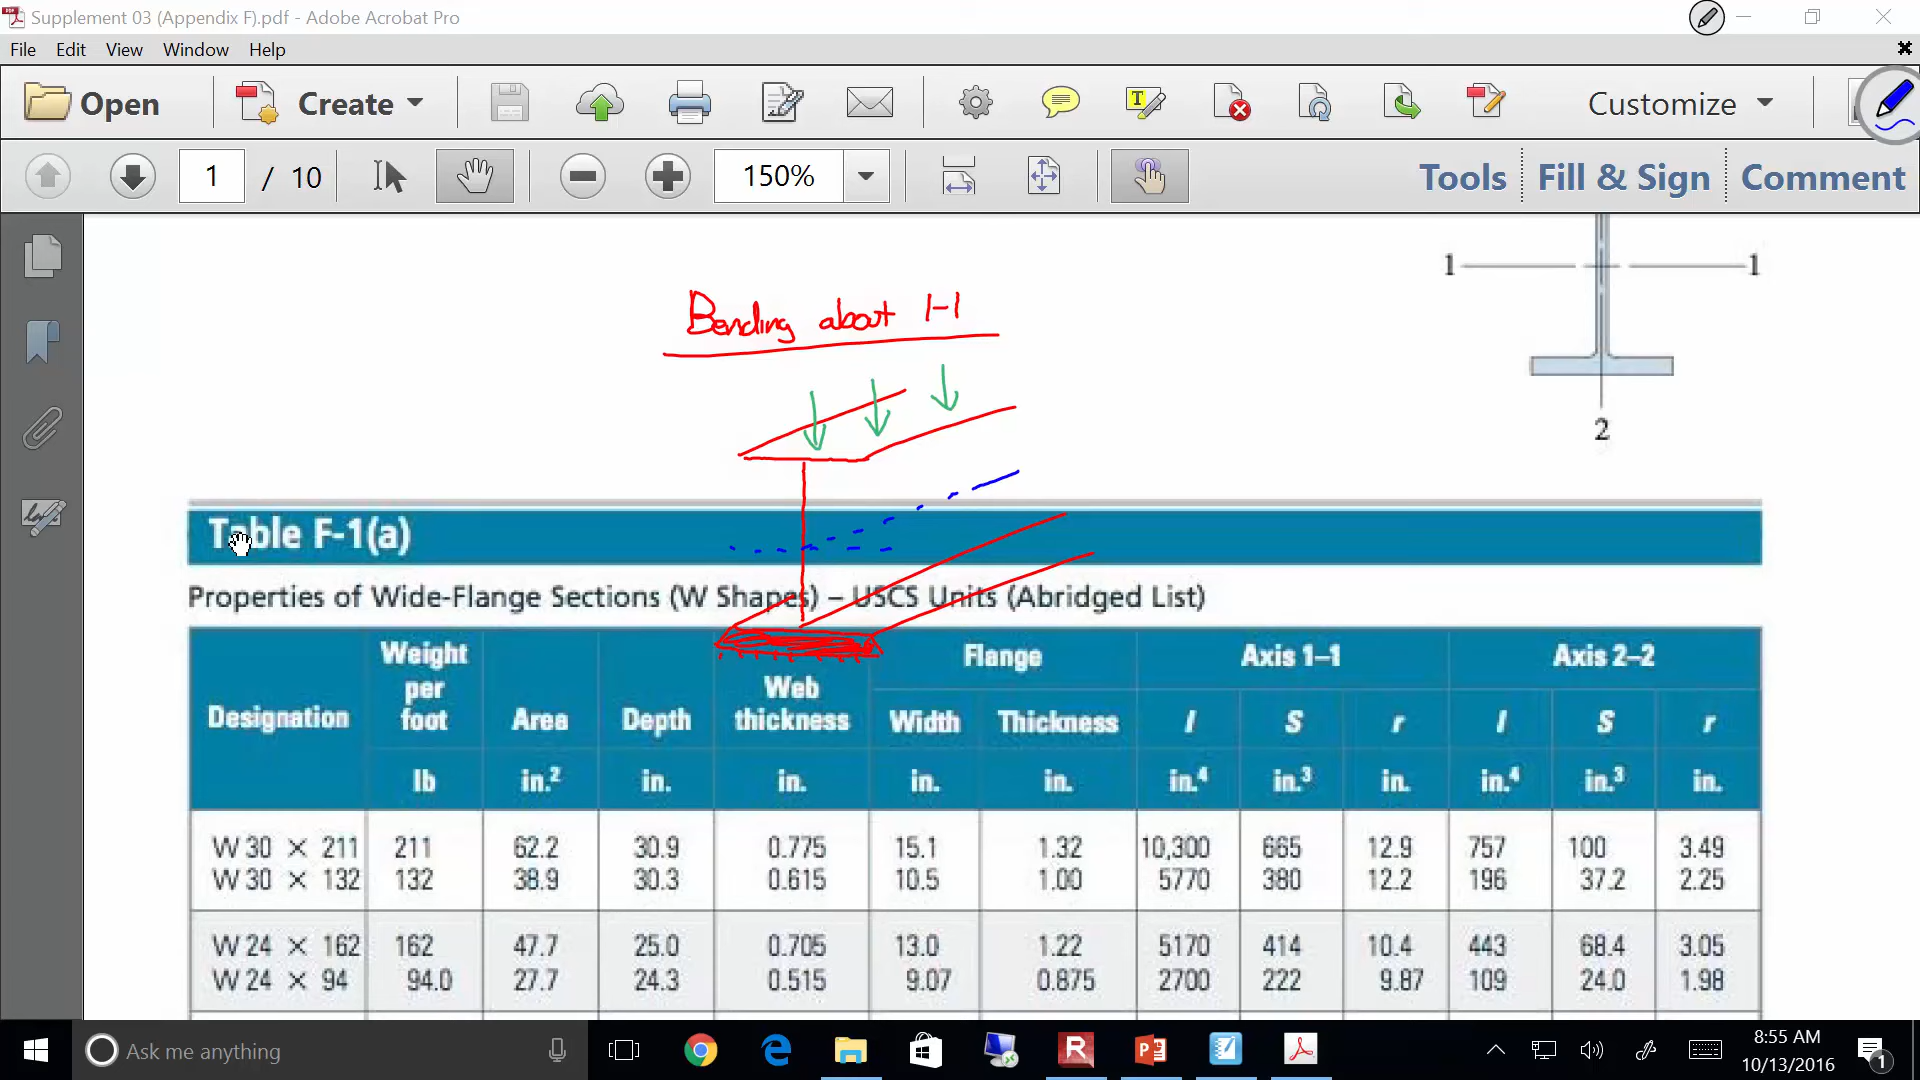 Supplement 03 (Appendix F).pdf - Adobe Acrobat Pro
File Edit View Window Help
Open Create Customize
1 / 10 150% Tools Fill & Sign Comment
1 1
2
Bending about 1-1
Table F-1(a)
Properties of Wide-Flange Sections (W Shapes) – USCS Units (Abridged List)
Designation Weight per foot Area Depth Web thickness Flange Axis 1–1 Axis 2–2
Width Thickness I S r I S r
lb in.² in. in. in. in. in.⁴ in.³ in. in.⁴ in.³ in.
W 30 × 211 211 62.2 30.9 0.775 15.1 1.32 10,300 665 12.9 757 100 3.49
W 30 × 132 132 38.9 30.3 0.615 10.5 1.00 5770 380 12.2 196 37.2 2.25
W 24 × 162 162 47.7 25.0 0.705 13.0 1.22 5170 414 10.4 443 68.4 3.05
W 24 × 94 94.0 27.7 24.3 0.515 9.07 0.875 2700 222 9.87 109 24.0 1.98
Ask me anything
8:55 AM
10/13/2016
1